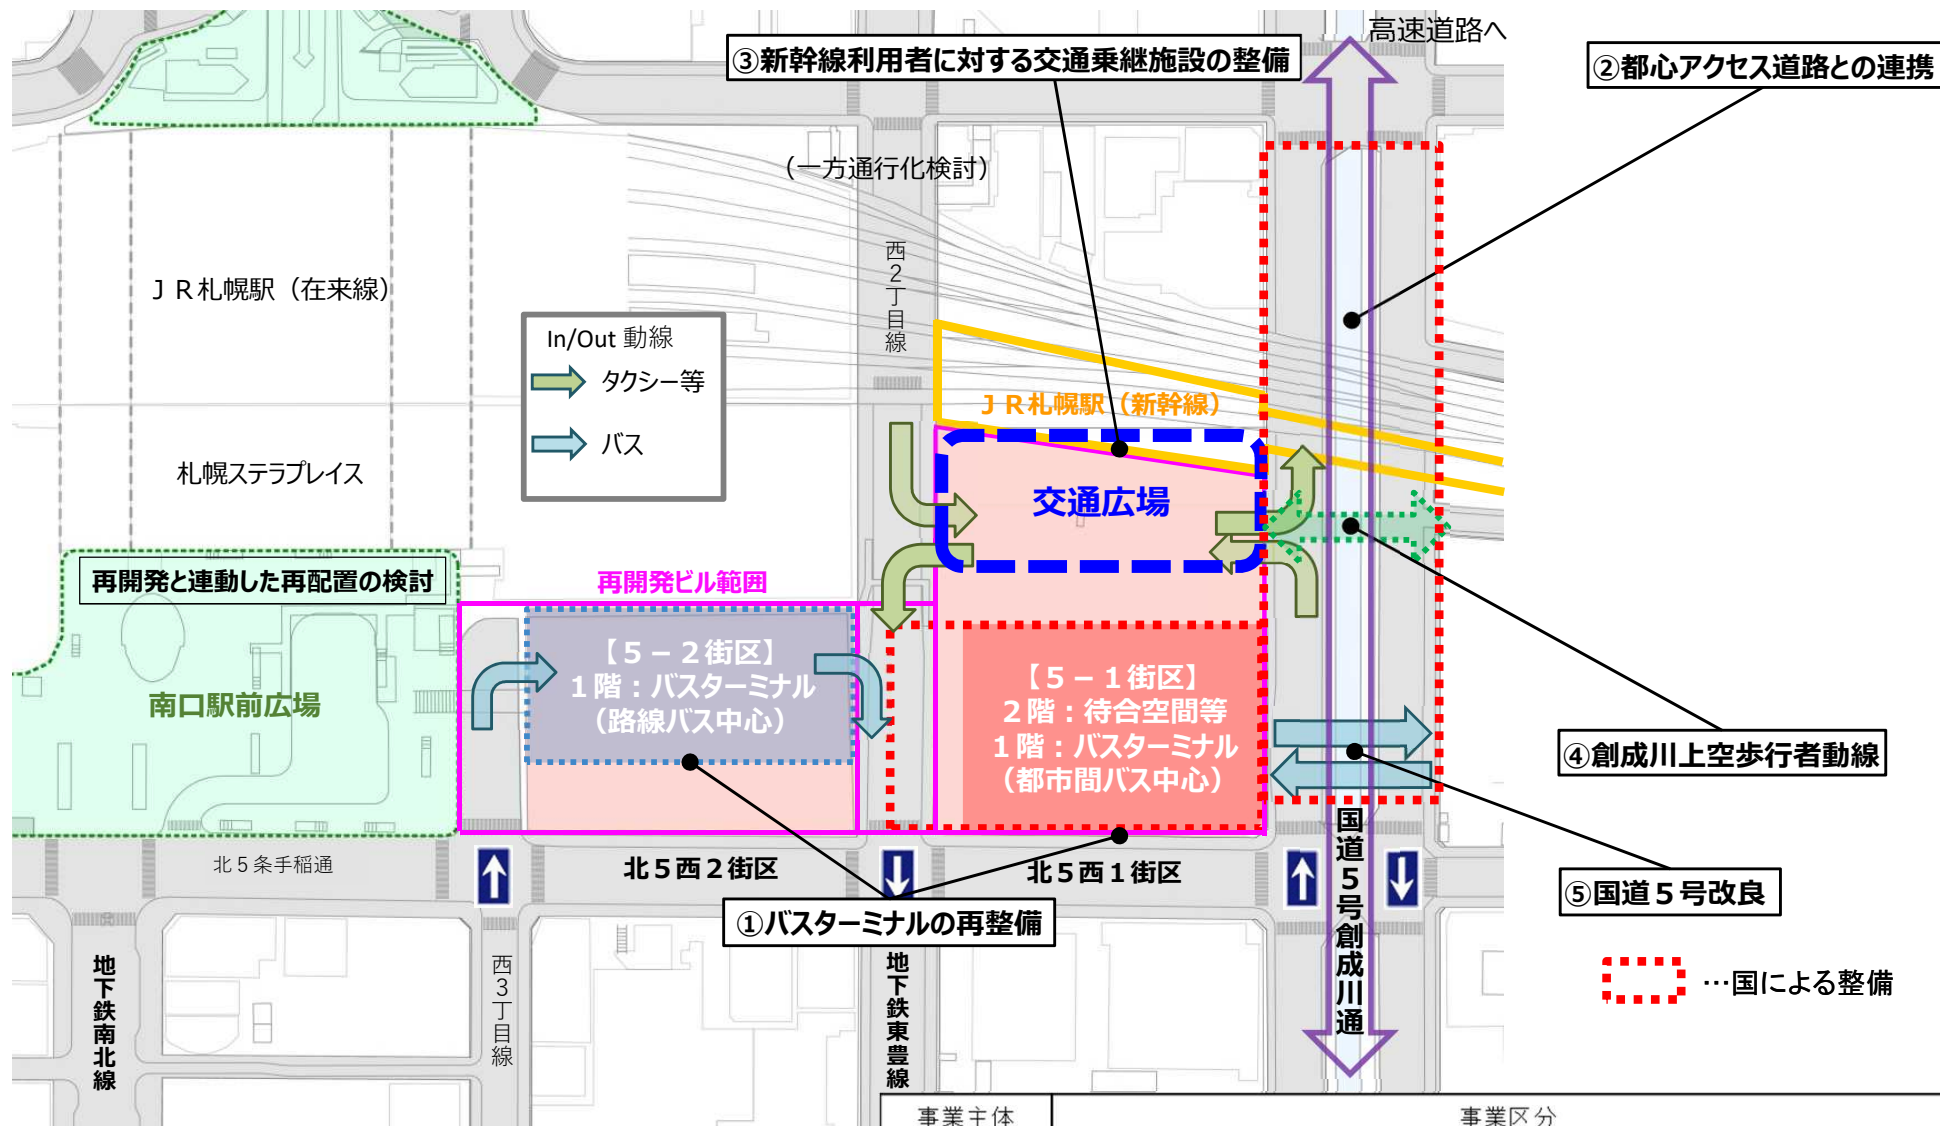 高速道路へ
③新幹線利用者に対する交通乗継施設の整備
②都心アクセス道路との連携
（一方通行化検討）
西2丁目線
ＪＲ札幌駅（在来線）
In/Out 動線
タクシー等
バス
ＪＲ札幌駅（新幹線）
札幌ステラプレイス
交通広場
再開発と連動した再配置の検討
再開発ビル範囲
【５－２街区】
１階：バスターミナル
（路線バス中心）
【５－１街区】
２階：待合空間等
１階：バスターミナル
（都市間バス中心）
南口駅前広場
④創成川上空歩行者動線
国道５号創成川通
北５条手稲通
北５西２街区
北５西１街区
⑤国道５号改良
①バスターミナルの再整備
地下鉄南北線
西3丁目線
地下鉄東豊線
…国による整備
事業主体
事業区分